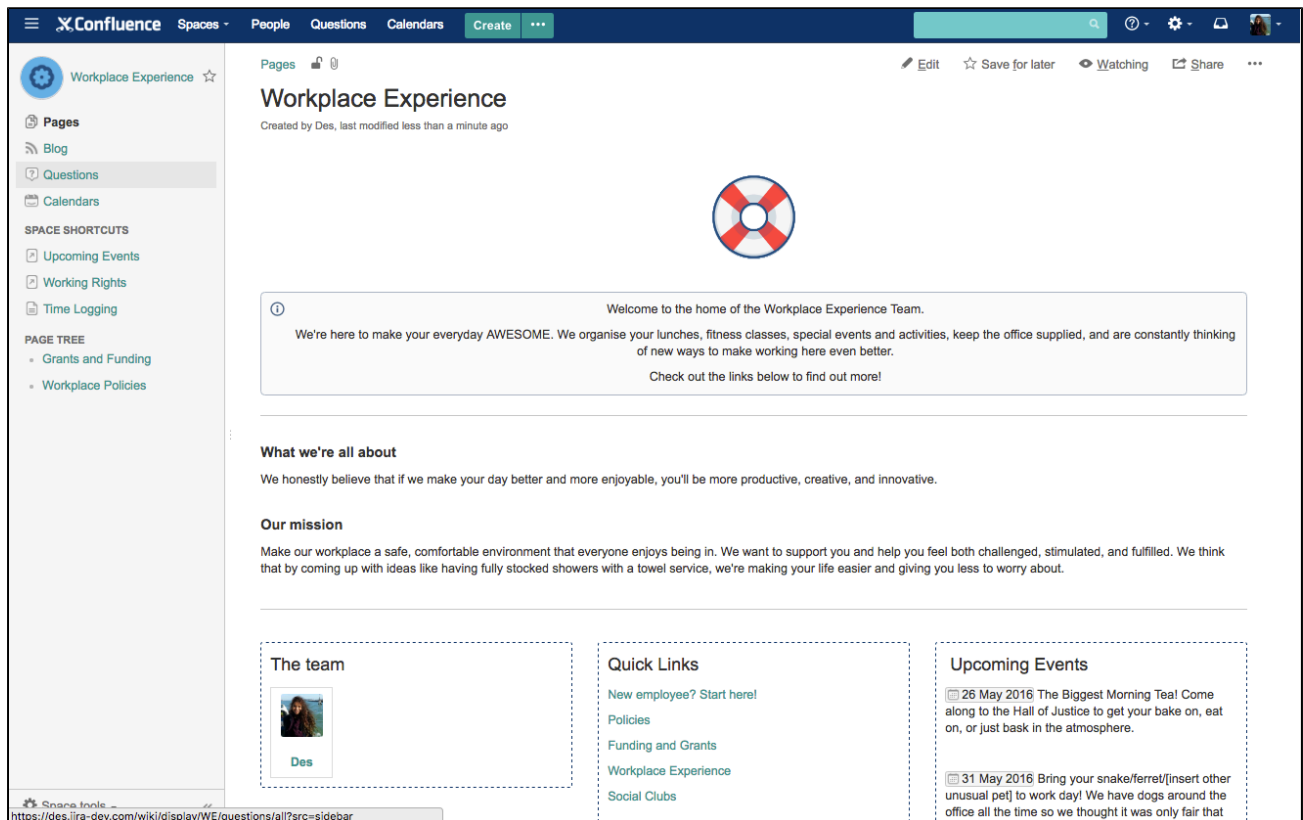 Confluence Spaces People Questions Calendars Create •••
Workplace Experience
Pages
Blog
Questions
Calendars
SPACE SHORTCUTS
Upcoming Events
Working Rights
Time Logging
PAGE TREE
Grants and Funding
Workplace Policies
Space tools
https://des.jira-dev.com/wiki/display/WE/questions/all?src=sidebar
Pages
Edit Save for later Watching Share •••
Workplace Experience
Created by Des, last modified less than a minute ago
Welcome to the home of the Workplace Experience Team.
We're here to make your everyday AWESOME. We organise your lunches, fitness classes, special events and activities, keep the office supplied, and are constantly thinking
of new ways to make working here even better.
Check out the links below to find out more!
What we're all about
We honestly believe that if we make your day better and more enjoyable, you'll be more productive, creative, and innovative.
Our mission
Make our workplace a safe, comfortable environment that everyone enjoys being in. We want to support you and help you feel both challenged, stimulated, and fulfilled. We think
that by coming up with ideas like having fully stocked showers with a towel service, we're making your life easier and giving you less to worry about.
The team
Des
Quick Links
New employee? Start here!
Policies
Funding and Grants
Workplace Experience
Social Clubs
Upcoming Events
26 May 2016 The Biggest Morning Tea! Come
along to the Hall of Justice to get your bake on, eat
on, or just bask in the atmosphere.
31 May 2016 Bring your snake/ferret/[insert other
unusual pet] to work day! We have dogs around the
office all the time so we thought it was only fair that